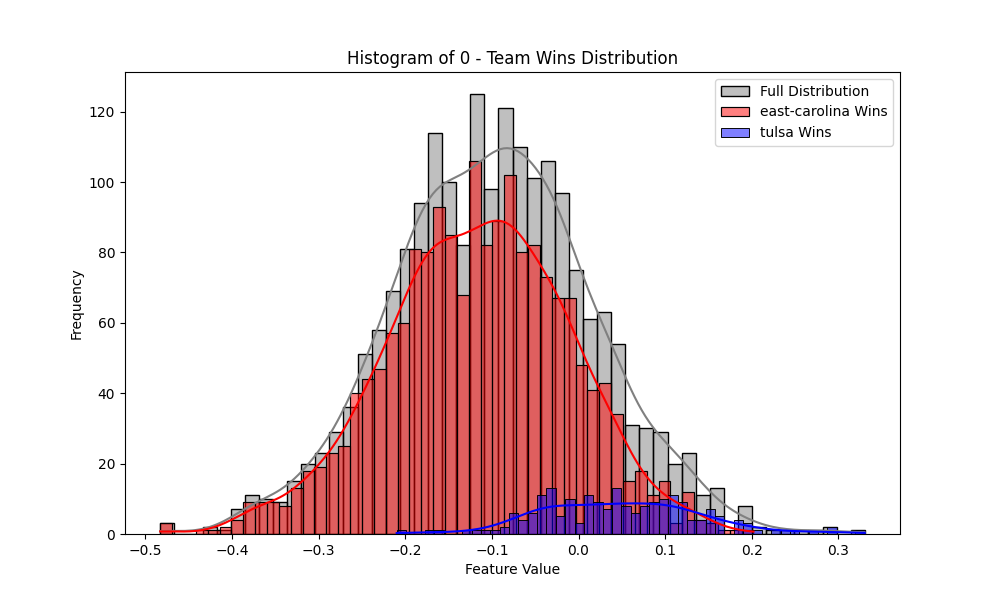 Histogram of 0 - Team Wins Distribution
Full Distribution
east-carolina Wins
tulsa Wins
Frequency
120
100
80
60
40
20
0
−0.5 −0.4 −0.3 −0.2 −0.1 0.0 0.1 0.2 0.3
Feature Value